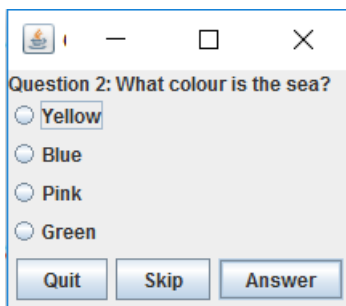 Question 2: What colour is the sea?
Yellow
Blue
Pink
Green
Quit Skip Answer